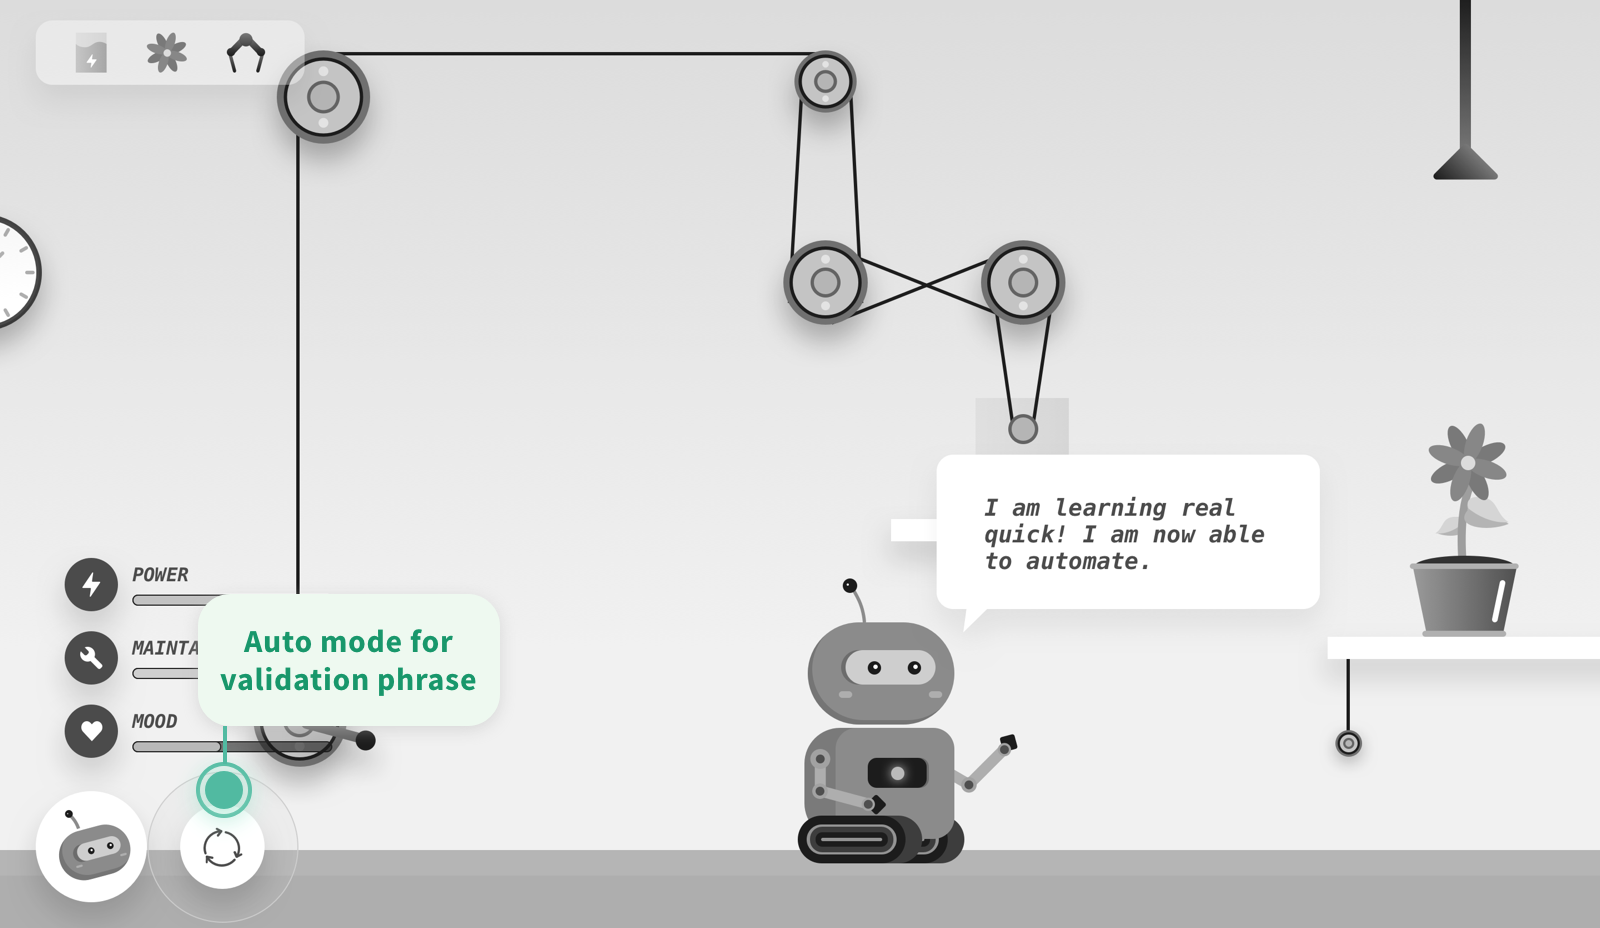 I am learning real
quick! I am now able
to automate.
POWER
Auto mode for
validation phrase
MAINTA
MOOD